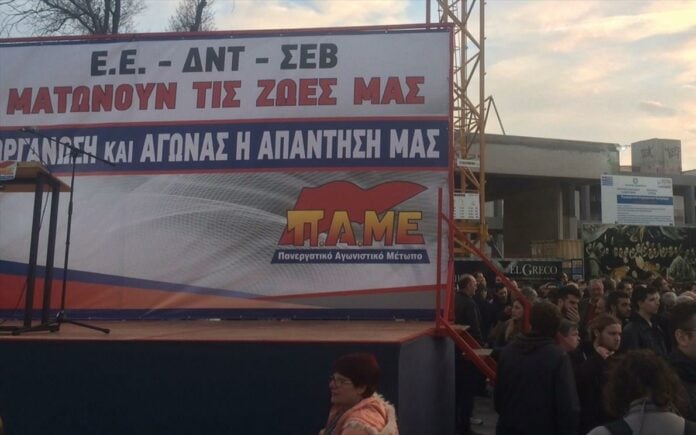 Ε.Ε. - ΔΝΤ - ΣΕΒ
ΜΑΤΩΝΟΥΝ ΤΙΣ ΖΩΕΣ ΜΑΣ
ΟΡΓΑΝΩΣΗ και ΑΓΩΝΑΣ Η ΑΠΑΝΤΗΣΗ ΜΑΣ
Π.Α.ΜΕ
Πανεργατικό Αγωνιστικό Μέτωπο
EL GRECO